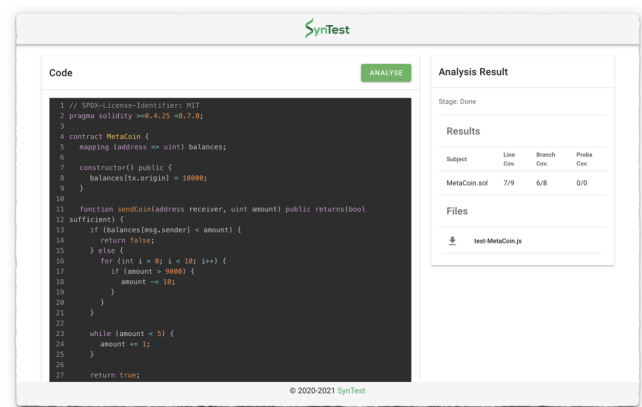 SynTest
Code
ANALYSE
1 // SPDX-License-Identifier: MIT
2 pragma solidity >=0.4.25 <0.7.0;
3
4 contract MetaCoin {
5 mapping (address => uint) balances;
6
7 constructor() public {
8 balances[tx.origin] = 10000;
9 }
10
11 function sendCoin(address receiver, uint amount) public returns(bool
12 sufficient) {
13 if (balances[msg.sender] < amount) {
14 return false;
15 } else {
16 for (int i = 0; i < 10; i++) {
17 if (amount > 9000) {
18 amount -= 10;
19 }
20 }
21 }
22
23 while (amount < 5) {
24 amount += 1;
25 }
26
27 return true;
Analysis Result
Stage: Done
Results
Subject Line Cov. Branch Cov. Probe Cov.
MetaCoin.sol 7/9 6/8 0/0
Files
test-MetaCoin.js
© 2020-2021 SynTest